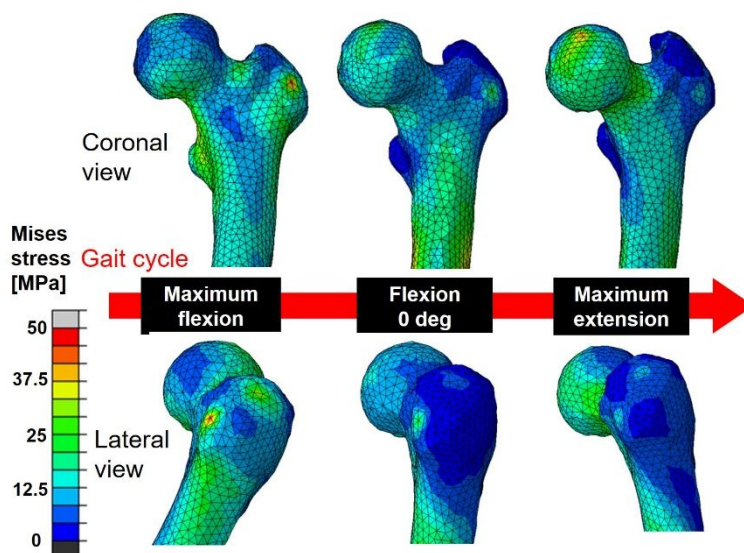 Coronal
view
Mises
stress
[MPa]
Gait cycle
Maximum
flexion
Flexion
0 deg
Maximum
extension
50
37.5
25
12.5
0
Lateral
view